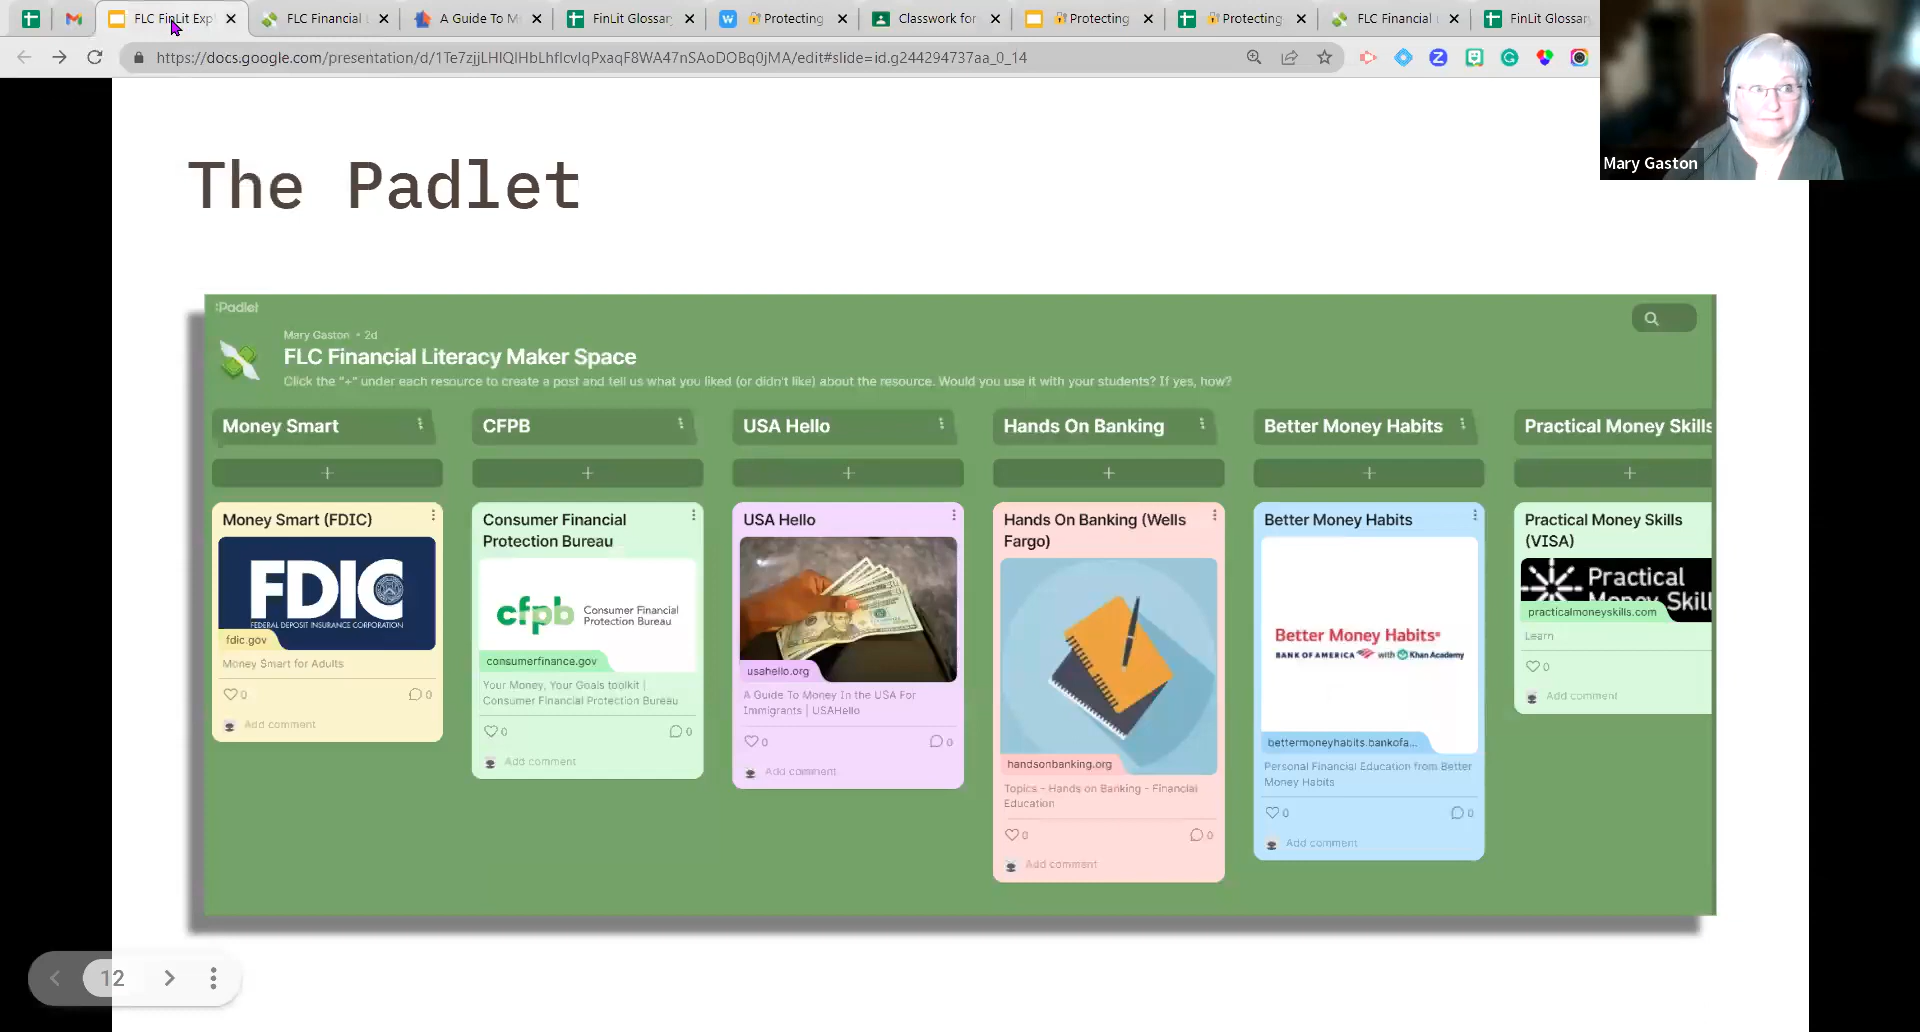 FLC FinLit Exp
FLC Financial
A Guide To M
FinLit Glossar
Protecting
Classwork for
Protecting
Protecting
FLC Financial
FinLit Glossar
https://docs.google.com/presentation/d/
Mary Gaston
The Padlet
:Padlet
Mary Gaston • 2d
FLC Financial Literacy Maker Space
Click the "+" under each resource to create a post and tell us what you liked (or didn't like) about the resource. Would you use it with your students? If yes, how?
Money Smart
CFPB
USA Hello
Hands On Banking
Better Money Habits
Practical Money Skills
Money Smart (FDIC)
FDIC
FEDERAL DEPOSIT INSURANCE CORPORATION
fdic.gov
Money Smart for Adults
0
0
Add comment
Consumer Financial
Protection Bureau
cfpb
Consumer Financial
Protection Bureau
consumerfinance.gov
Your Money, Your Goals toolkit |
Consumer Financial Protection Bureau
0
0
Add comment
USA Hello
usahello.org
A Guide To Money In the USA For
Immigrants | USAHello
0
0
Add comment
Hands On Banking (Wells
Fargo)
handsonbanking.org
Topics - Hands on Banking - Financial
Education
0
0
Add comment
Better Money Habits
Better Money Habits®
BANK OF AMERICA with Khan Academy
bettermoneyhabits.bankofa...
Personal Financial Education from Better
Money Habits
0
0
Add comment
Practical Money Skills
(VISA)
Practical
Money Skill
practicalmoneyskills.com
Learn
0
Add comment
12